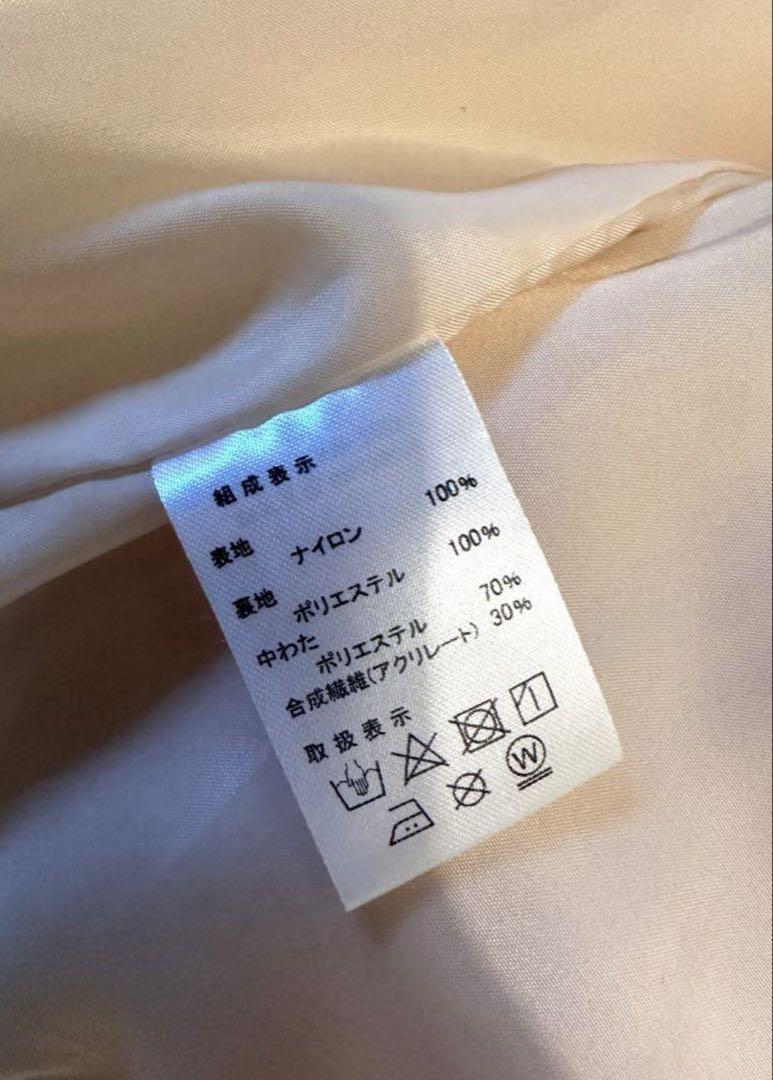 組成表示
表地 ナイロン 100%
裏地 ポリエステル 100%
中わた ポリエステル 70%
合成繊維(アクリレート) 30%
取扱表示
W